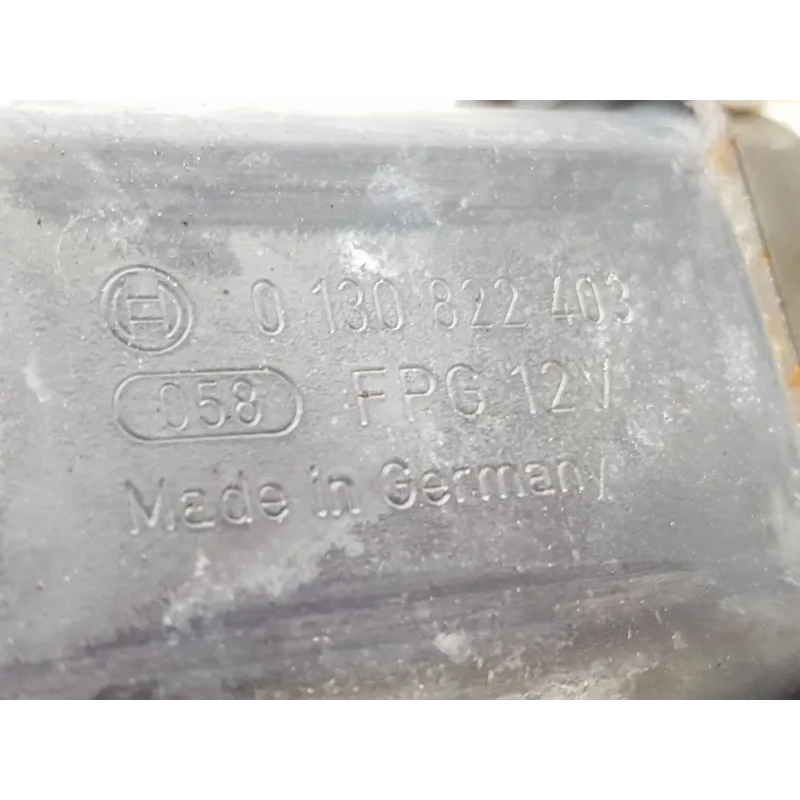 0 130 822 403
058 FPG 12V
Made in Germany